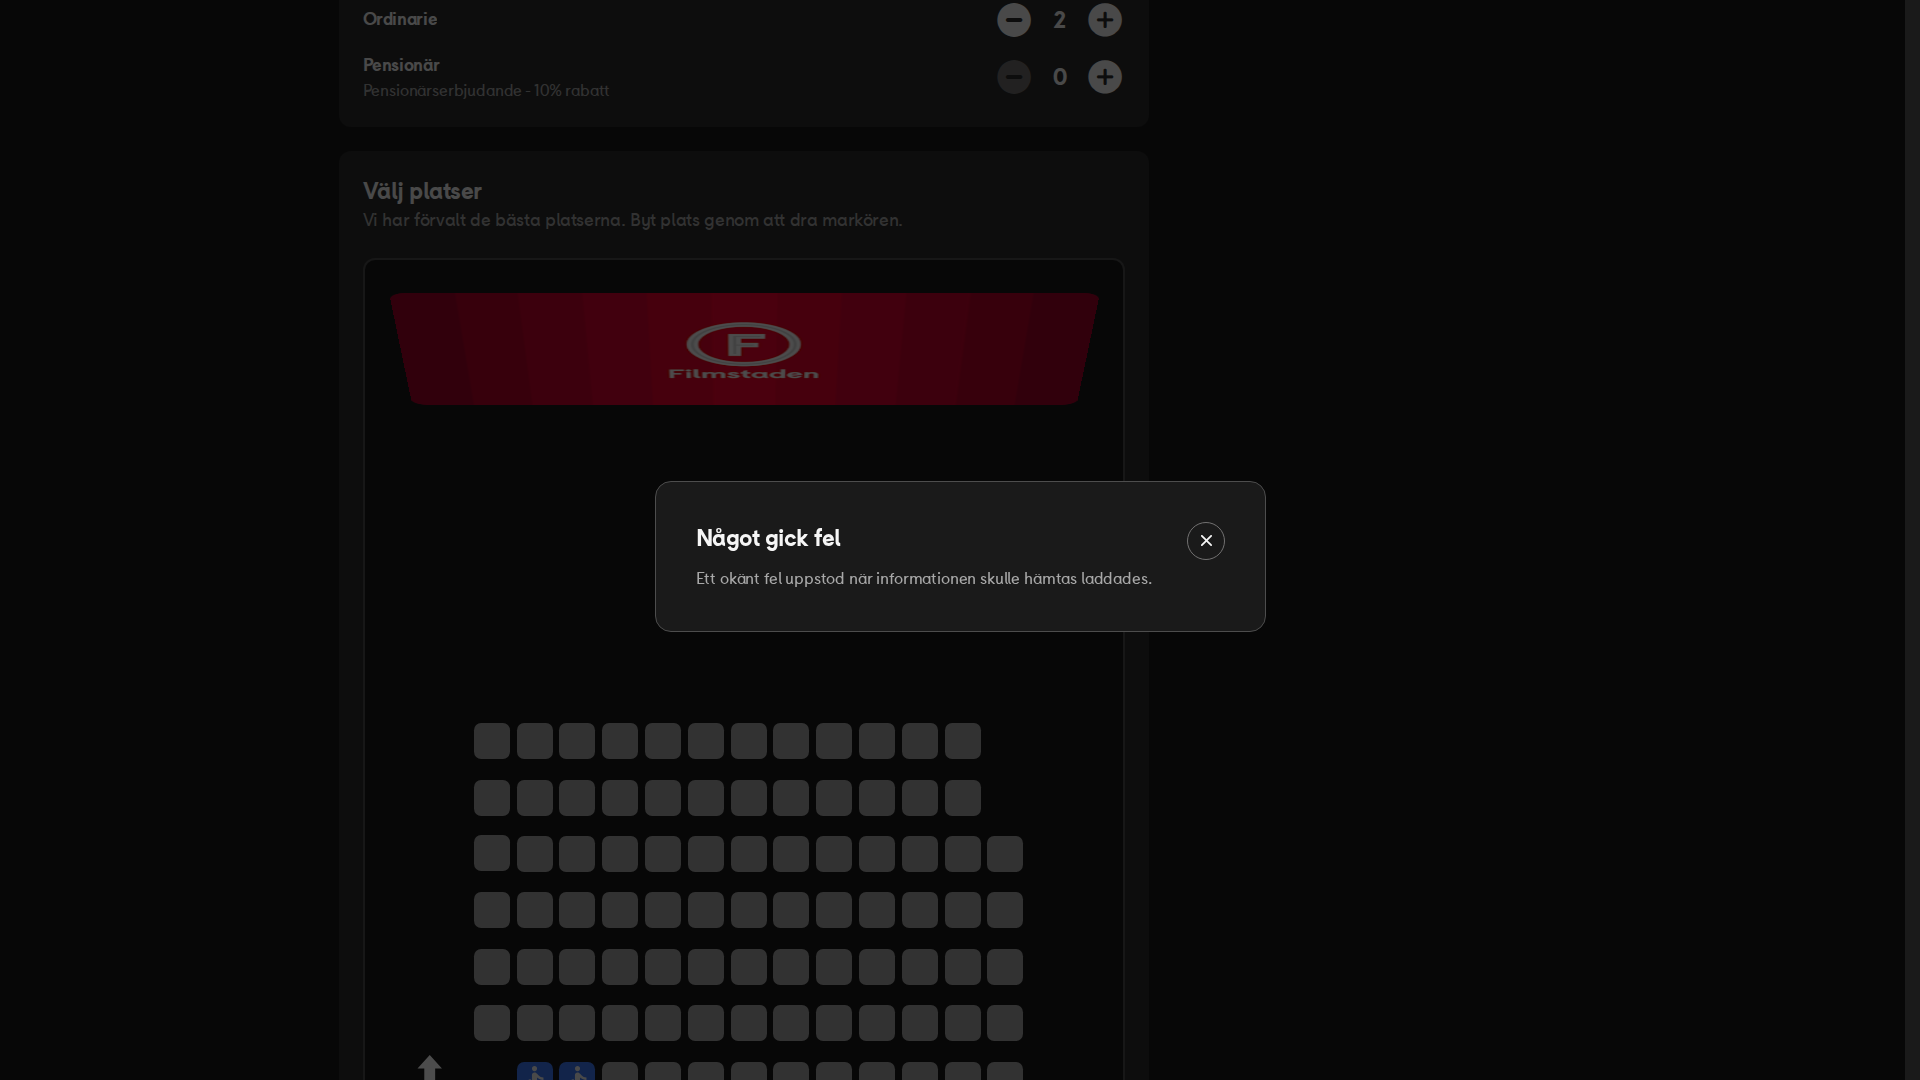 Ordinarie
2
Pensionär
Pensionärserbjudande - 10% rabatt
0
Välj platser
Vi har förvalt de bästa platserna. Byt plats genom att dra markören.
F
Filmstaden
Något gick fel
Ett okänt fel uppstod när informationen skulle hämtas laddades.